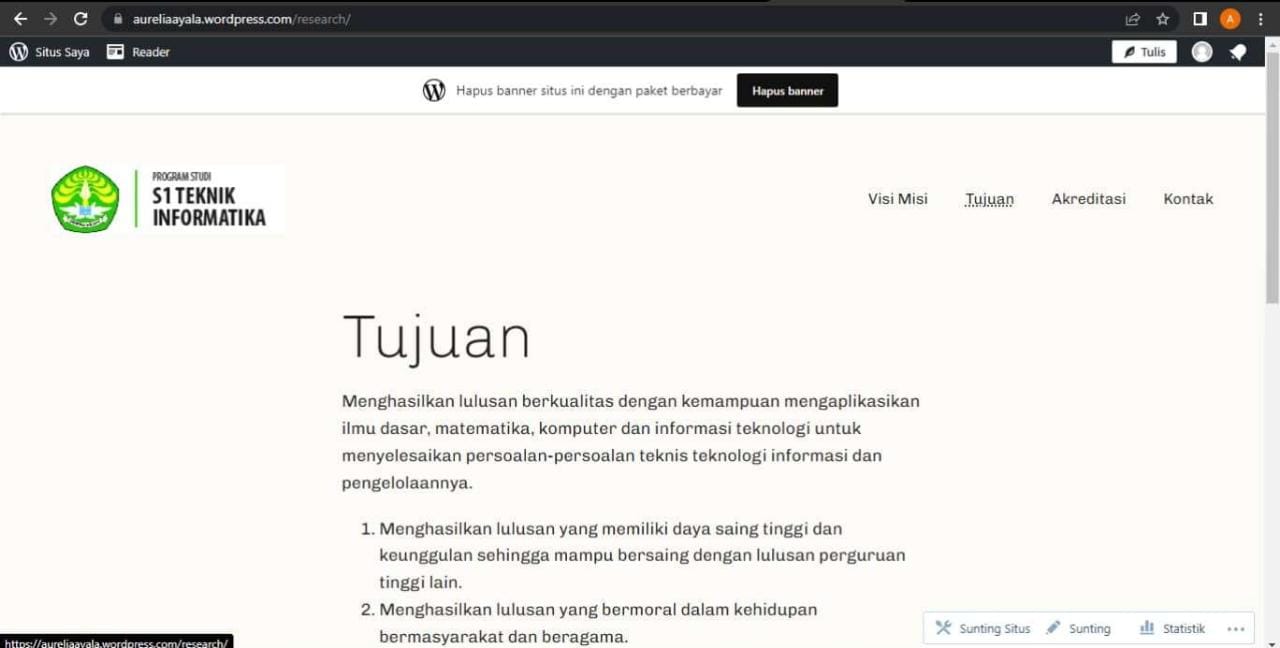 aureliaayala.wordpress.com/research/
A
Situs Saya
Reader
Tulis
Hapus banner situs ini dengan paket berbayar
Hapus banner
PROGRAM STUDI
S1 TEKNIK
INFORMATIKA
Visi Misi
Tujuan
Akreditasi
Kontak
Tujuan
Menghasilkan lulusan berkualitas dengan kemampuan mengaplikasikan
ilmu dasar, matematika, komputer dan informasi teknologi untuk
menyelesaikan persoalan-persoalan teknis teknologi informasi dan
pengelolaannya.
1. Menghasilkan lulusan yang memiliki daya saing tinggi dan
keunggulan sehingga mampu bersaing dengan lulusan perguruan
tinggi lain.
2. Menghasilkan lulusan yang bermoral dalam kehidupan
bermasyarakat dan beragama.
Sunting Situs
Sunting
Statistik
https://aureliaayala.wordpress.com/research/